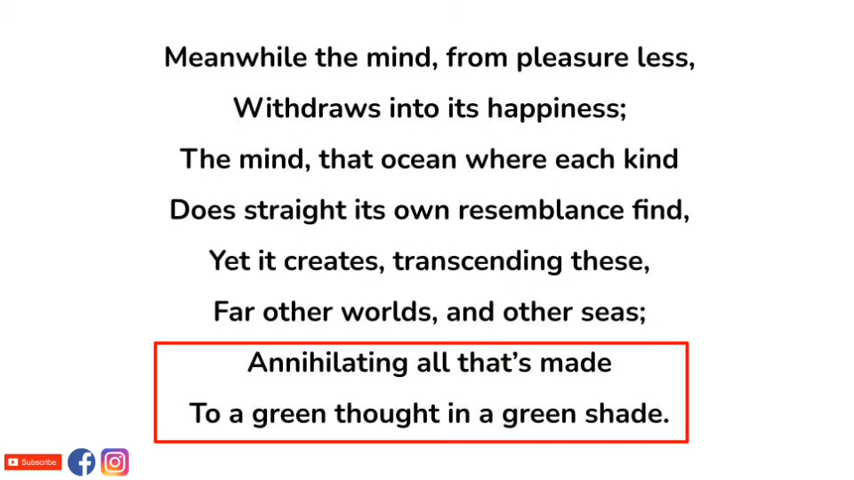 Meanwhile the mind, from pleasure less,
Withdraws into its happiness;
The mind, that ocean where each kind
Does straight its own resemblance find,
Yet it creates, transcending these,
Far other worlds, and other seas;
Annihilating all that’s made
To a green thought in a green shade.
Subscribe